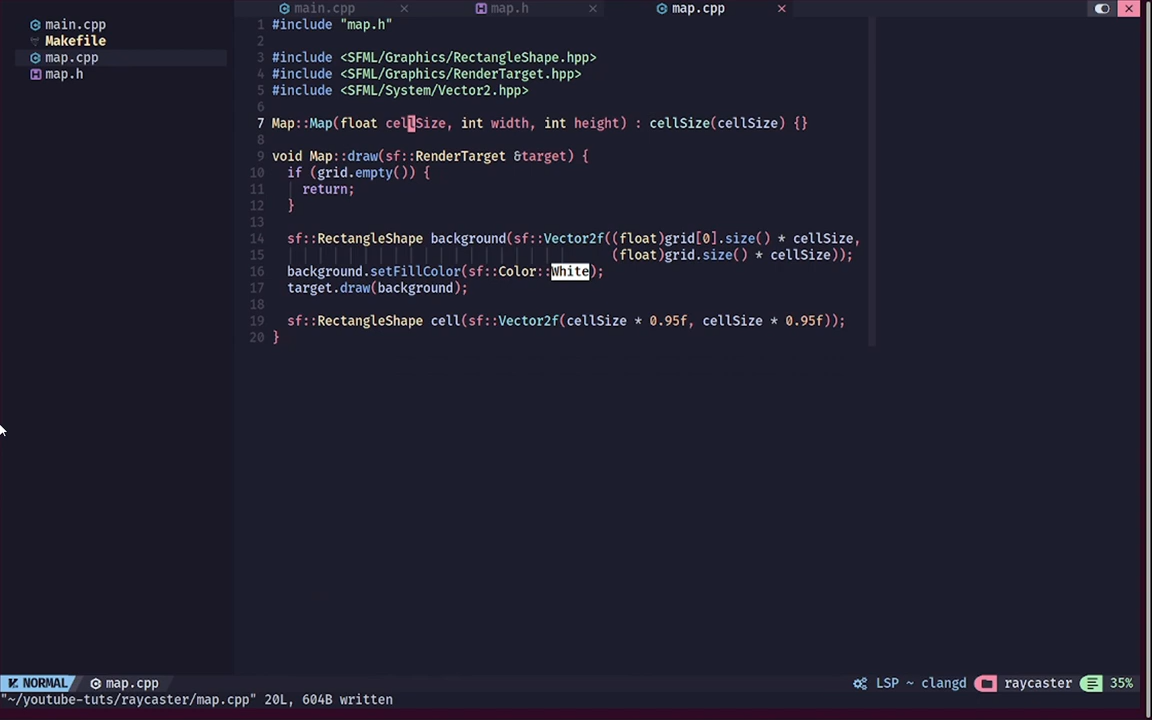 main.cpp
Makefile
map.cpp
map.h
main.cpp
map.h
map.cpp
1 #include "map.h"
2
3 #include <SFML/Graphics/RectangleShape.hpp>
4 #include <SFML/Graphics/RenderTarget.hpp>
5 #include <SFML/System/Vector2.hpp>
6
7 Map::Map(float cellSize, int width, int height) : cellSize(cellSize) {}
8
9 void Map::draw(sf::RenderTarget &target) {
10 if (grid.empty()) {
11 return;
12 }
13
14 sf::RectangleShape background(sf::Vector2f((float)grid[0].size() * cellSize,
15 (float)grid.size() * cellSize));
16 background.setFillColor(sf::Color::White);
17 target.draw(background);
18
19 sf::RectangleShape cell(sf::Vector2f(cellSize * 0.95f, cellSize * 0.95f));
20 }
NORMAL map.cpp LSP ~ clangd raycaster 35%
"~/youtube-tuts/raycaster/map.cpp" 20L, 604B written